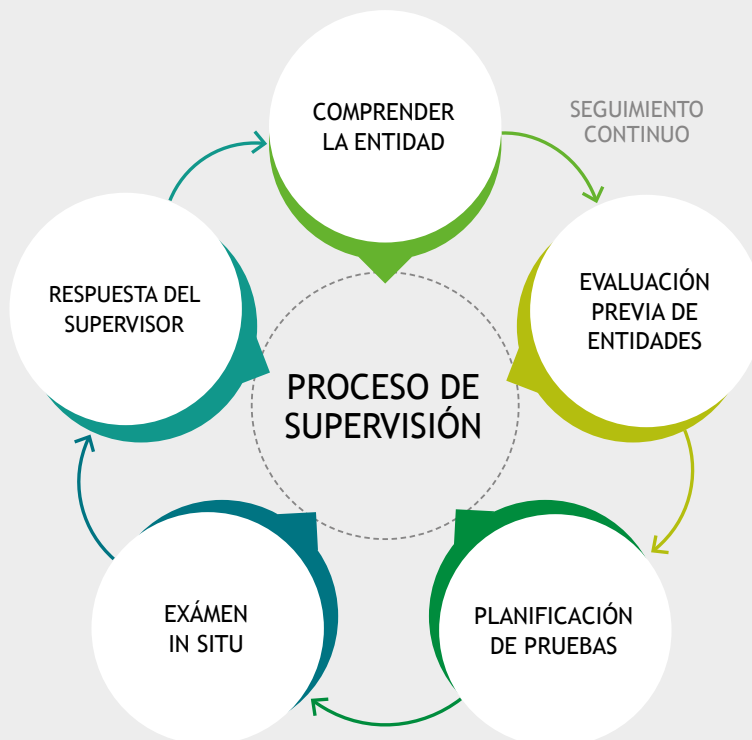 COMPRENDER
LA ENTIDAD
SEGUIMIENTO
CONTINUO
EVALUACIÓN
PREVIA DE
ENTIDADES
RESPUESTA DEL
SUPERVISOR
PROCESO DE
SUPERVISIÓN
EXÁMEN
IN SITU
PLANIFICACIÓN
DE PRUEBAS